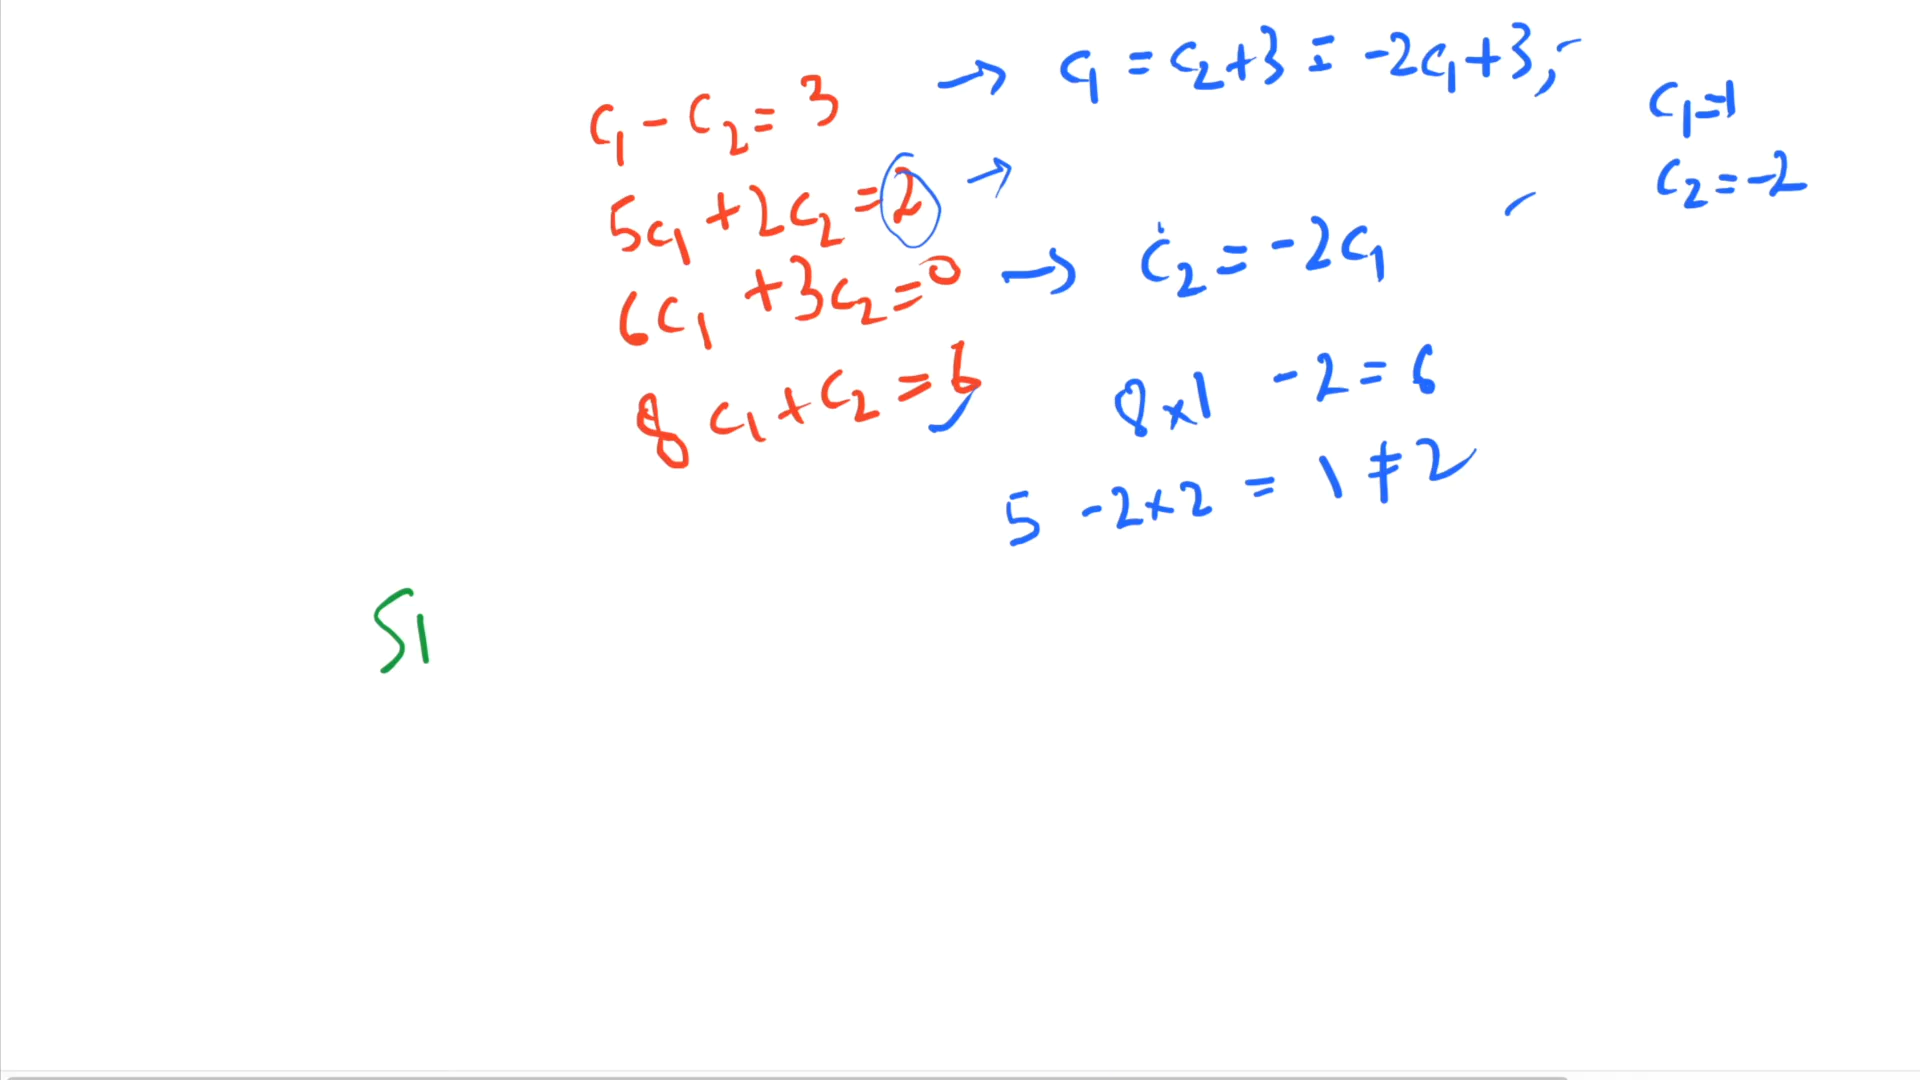 c₁ - c₂ = 3 → c₁ = c₂ + 3 = -2c₁ + 3,
c₁ = 1
5c₁ + 2c₂ = 2 →
c₂ = -2
6c₁ + 3c₂ = 0 → c₂ = -2c₁
8c₁ + c₂ = 6
8 × 1 - 2 = 6
5 - 2 × 2 = 1 ≠ 2
SI